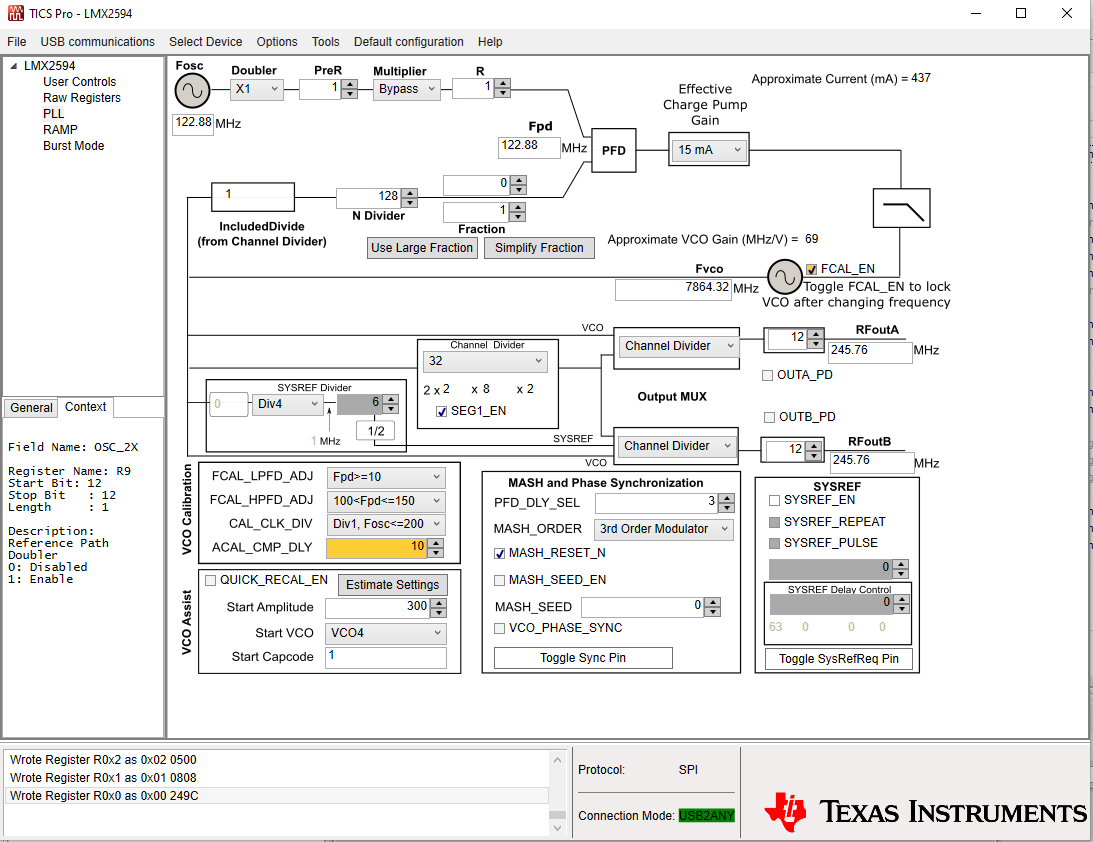 TICS Pro - LMX2594
File USB communications Select Device Options Tools Default configuration Help
LMX2594
User Controls
Raw Registers
PLL
RAMP
Burst Mode
General Context
Field Name: OSC_2X
Register Name: R9
Start Bit: 12
Stop Bit : 12
Length : 1
Description:
Reference Path
Doubler
0: Disabled
1: Enable
Fosc
122.88 MHz
Doubler
X1
PreR
1
Multiplier
Bypass
R
1
Approximate Current (mA) = 437
Effective
Charge Pump
Gain
15 mA
Fpd
122.88 MHz
PFD
1
IncludedDivide
(from Channel Divider)
128
N Divider
0
1
Fraction
Use Large Fraction Simplify Fraction
Approximate VCO Gain (MHz/V) = 69
Fvco
7864.32 MHz
FCAL_EN
Toggle FCAL_EN to lock
VCO after changing frequency
VCO
Channel Divider
12
RFoutA
245.76 MHz
OUTA_PD
Channel Divider
32
2 x 2 x 8 x 2
SEG1_EN
Output MUX
SYSREF Divider
0 Div4 6
1 MHz
1/2
SYSREF
VCO
OUTB_PD
Channel Divider
12
RFoutB
245.76 MHz
VCO Calibration
FCAL_LPFD_ADJ Fpd>=10
FCAL_HPFD_ADJ 100<Fpd<=150
CAL_CLK_DIV Div1, Fosc<=200
ACAL_CMP_DLY 10
VCO Assist
QUICK_RECAL_EN Estimate Settings
Start Amplitude 300
Start VCO VCO4
Start Capcode 1
MASH and Phase Synchronization
PFD_DLY_SEL 3
MASH_ORDER 3rd Order Modulator
MASH_RESET_N
MASH_SEED_EN
MASH_SEED 0
VCO_PHASE_SYNC
Toggle Sync Pin
SYSREF
SYSREF_EN
SYSREF_REPEAT
SYSREF_PULSE
0
SYSREF Delay Control
0
63 0 0 0
Toggle SysRefReq Pin
Wrote Register R0x2 as 0x02 0500
Wrote Register R0x1 as 0x01 0808
Wrote Register R0x0 as 0x00 249C
Protocol: SPI
Connection Mode: USB2ANY
TEXAS INSTRUMENTS